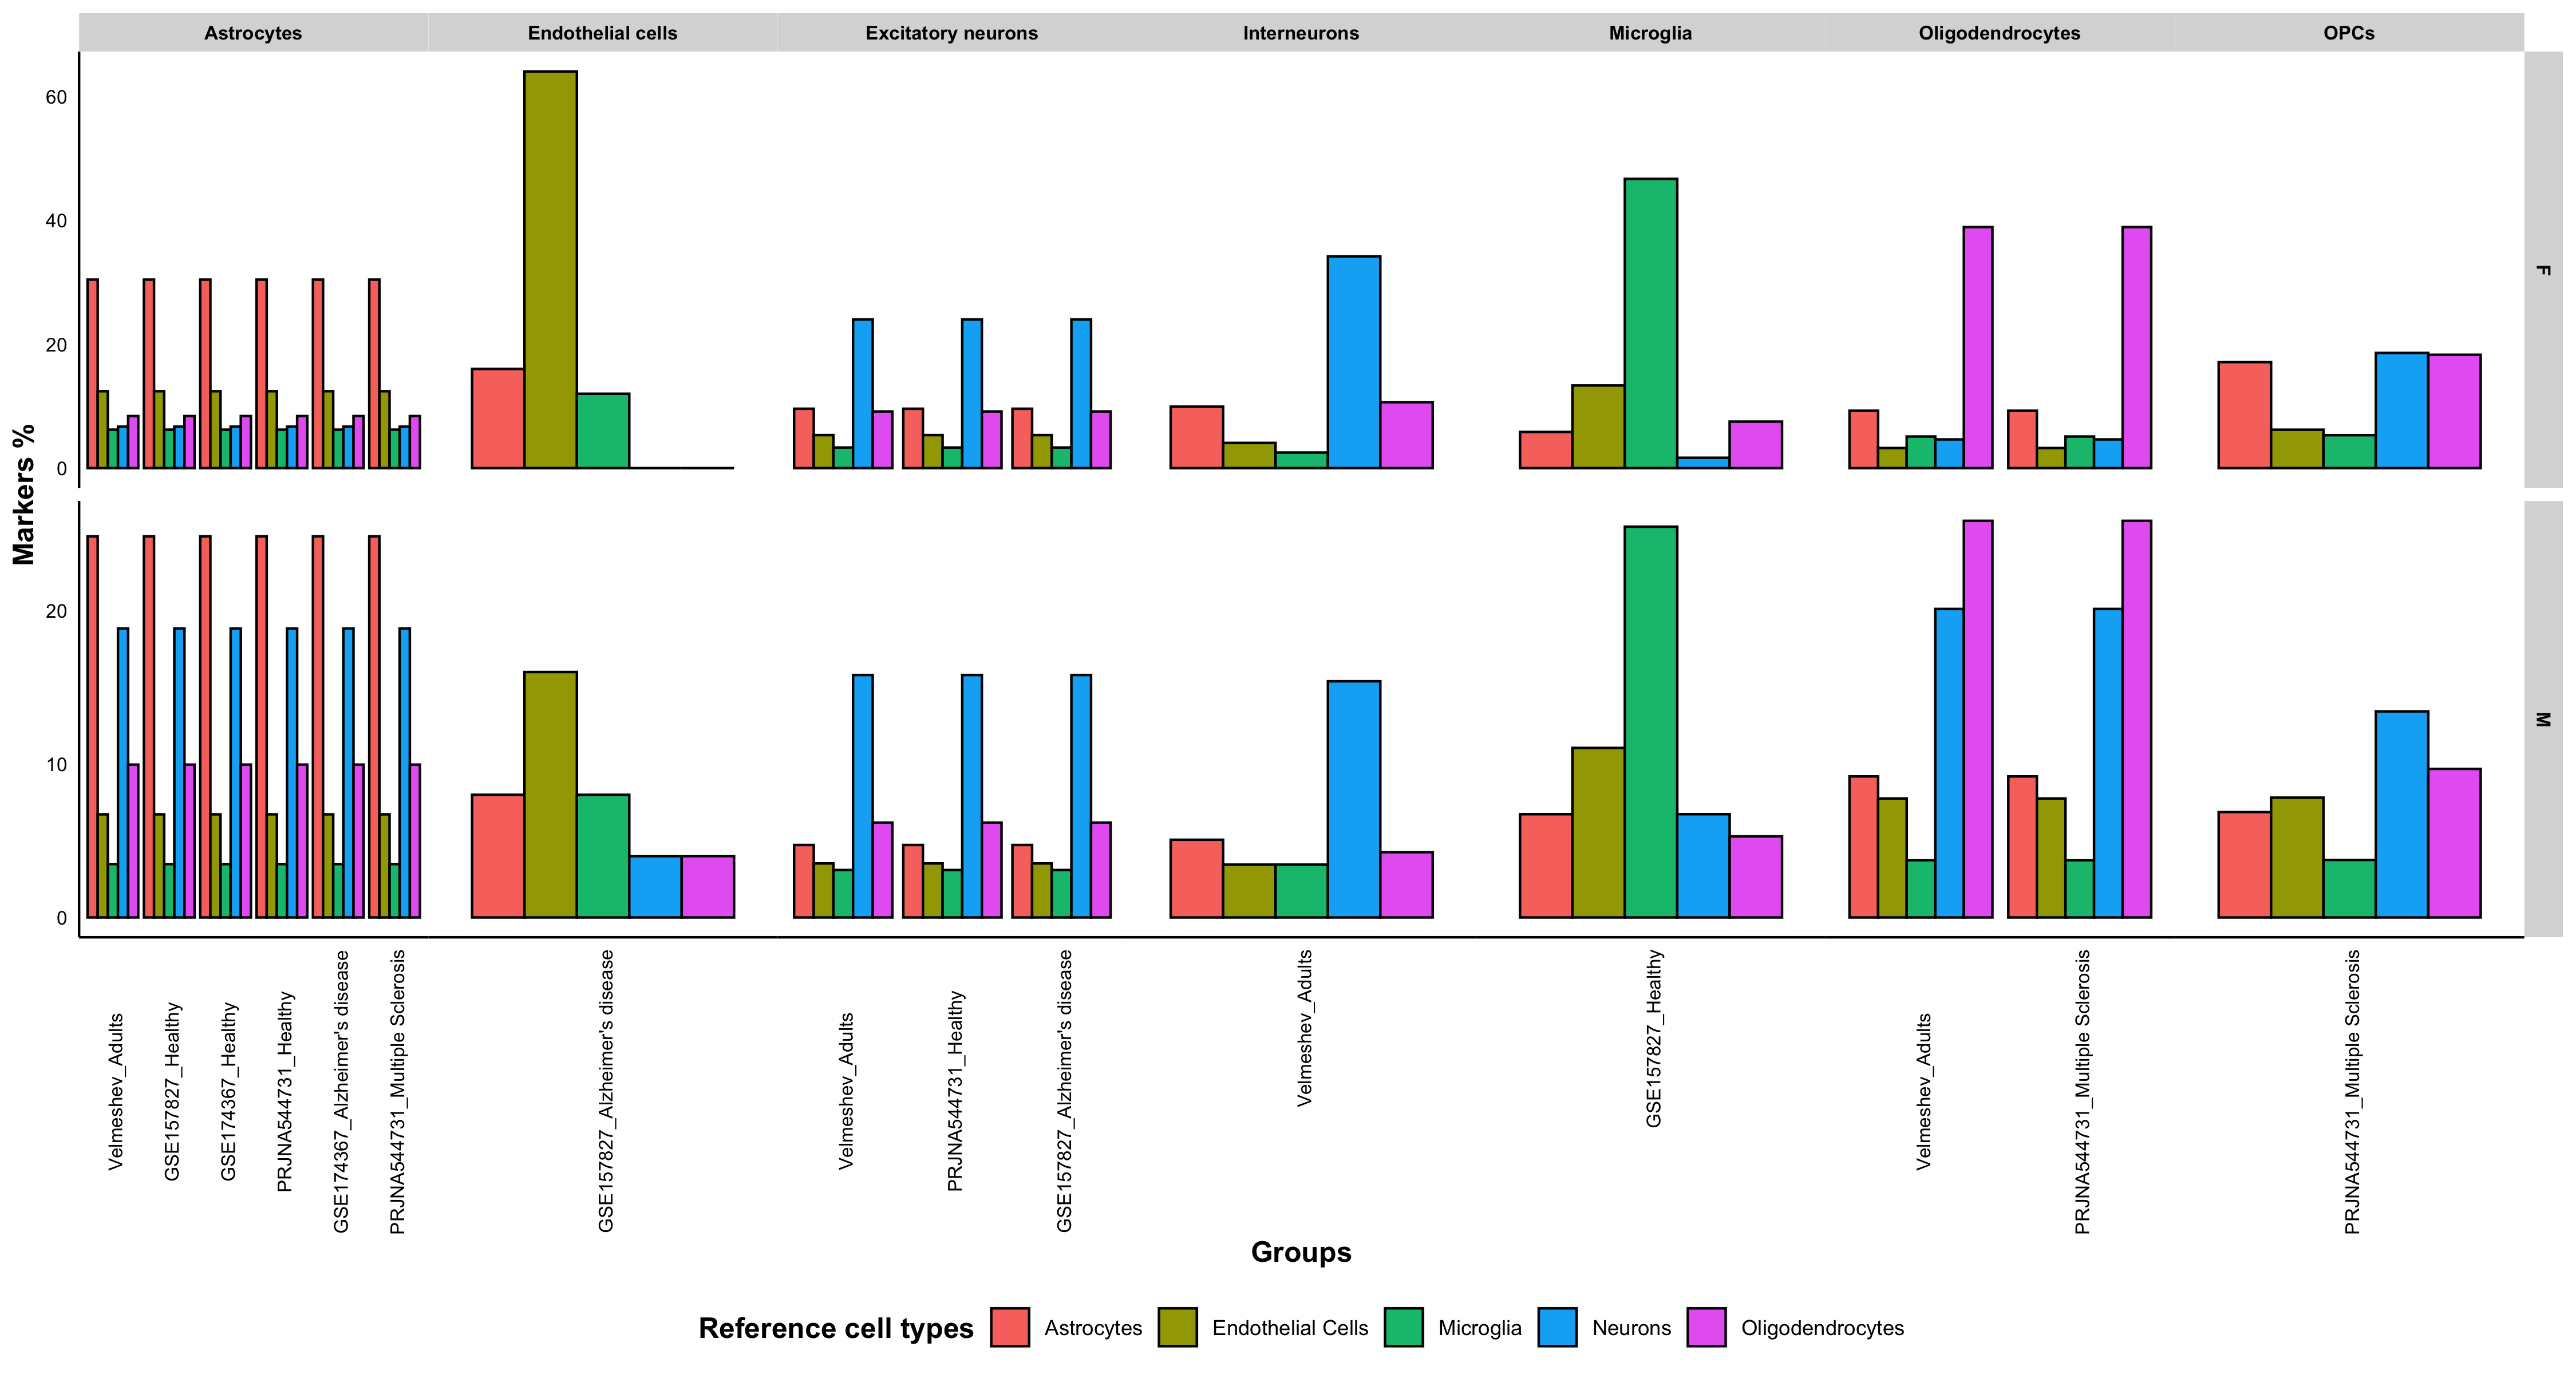 Astrocytes
Endothelial cells
Excitatory neurons
Interneurons
Microglia
Oligodendrocytes
OPCs
Markers %
60
40
20
0
F
20
10
0
M
Velmeshev_Adults
GSE157827_Healthy
GSE174367_Healthy
PRJNA544731_Healthy
GSE174367_Alzheimer's disease
PRJNA544731_Multiple Sclerosis
GSE157827_Alzheimer's disease
Velmeshev_Adults
PRJNA544731_Healthy
GSE157827_Alzheimer's disease
Velmeshev_Adults
GSE157827_Healthy
Velmeshev_Adults
PRJNA544731_Multiple Sclerosis
PRJNA544731_Multiple Sclerosis
Groups
Reference cell types Astrocytes Endothelial Cells Microglia Neurons Oligodendrocytes